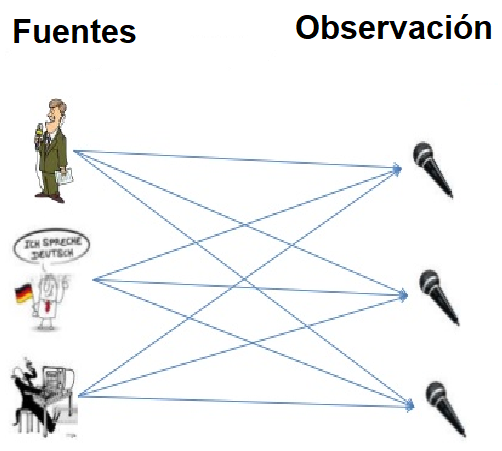 Fuentes
Observación
ICH SPRECHE
DEUTSCH